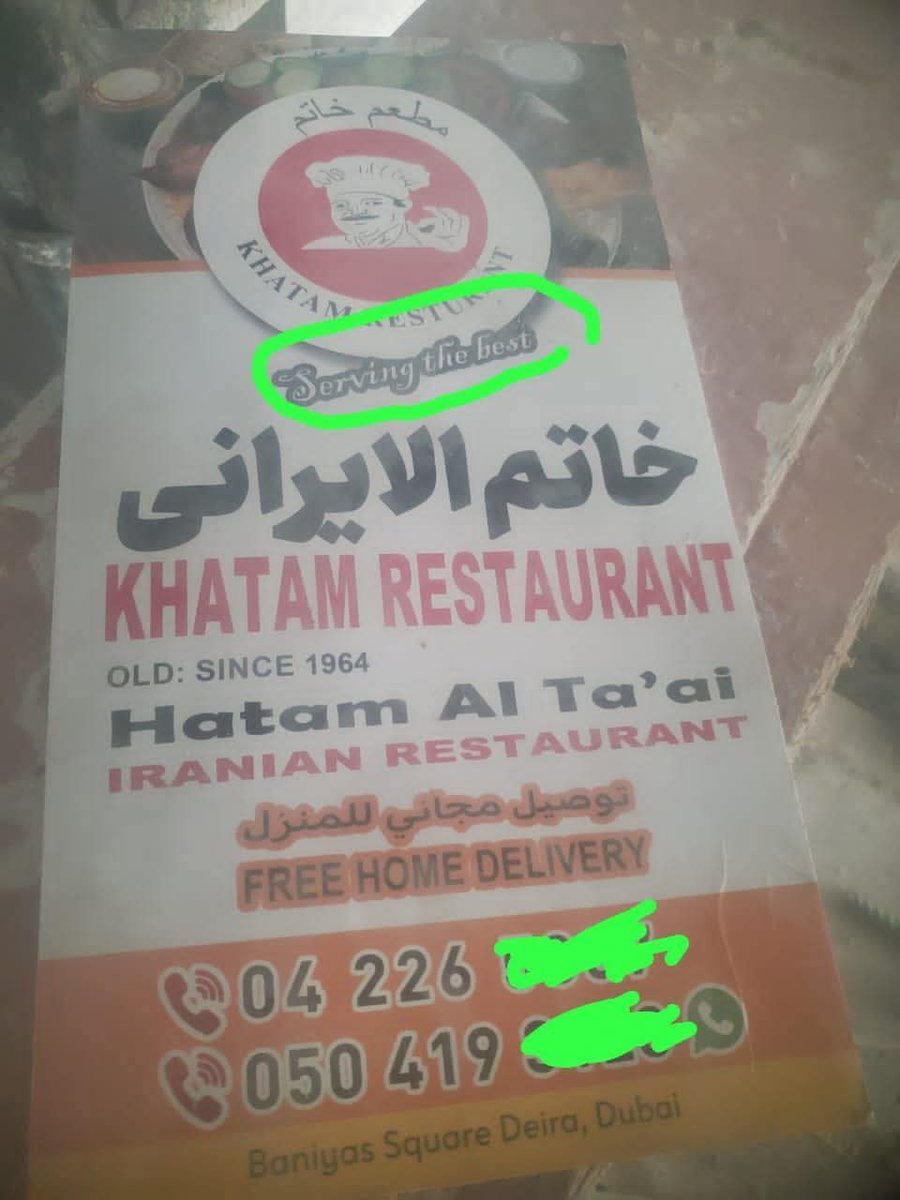 مطعم خاتم
KHATAM RESTURANT
Serving the best
خاتم الايرانى
KHATAM RESTAURANT
OLD: SINCE 1964
Hatam Al Ta'ai
IRANIAN RESTAURANT
توصيل مجاني للمنزل
FREE HOME DELIVERY
04 226
050 419
Baniyas Square Deira, Dubai